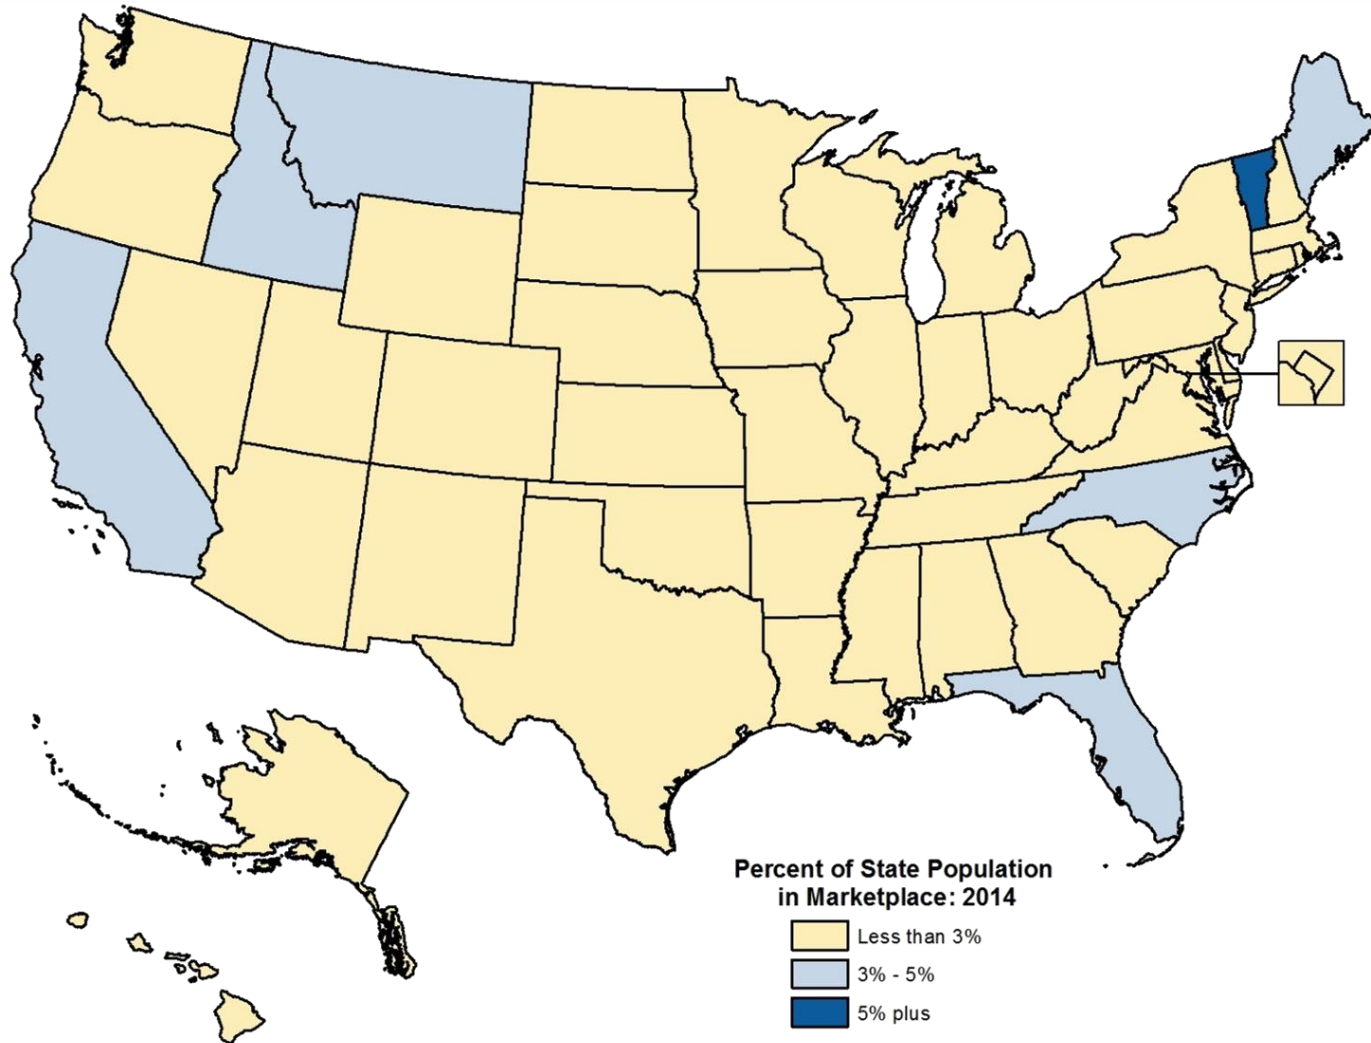 Percent of State Population
in Marketplace: 2014
Less than 3%
3% - 5%
5% plus